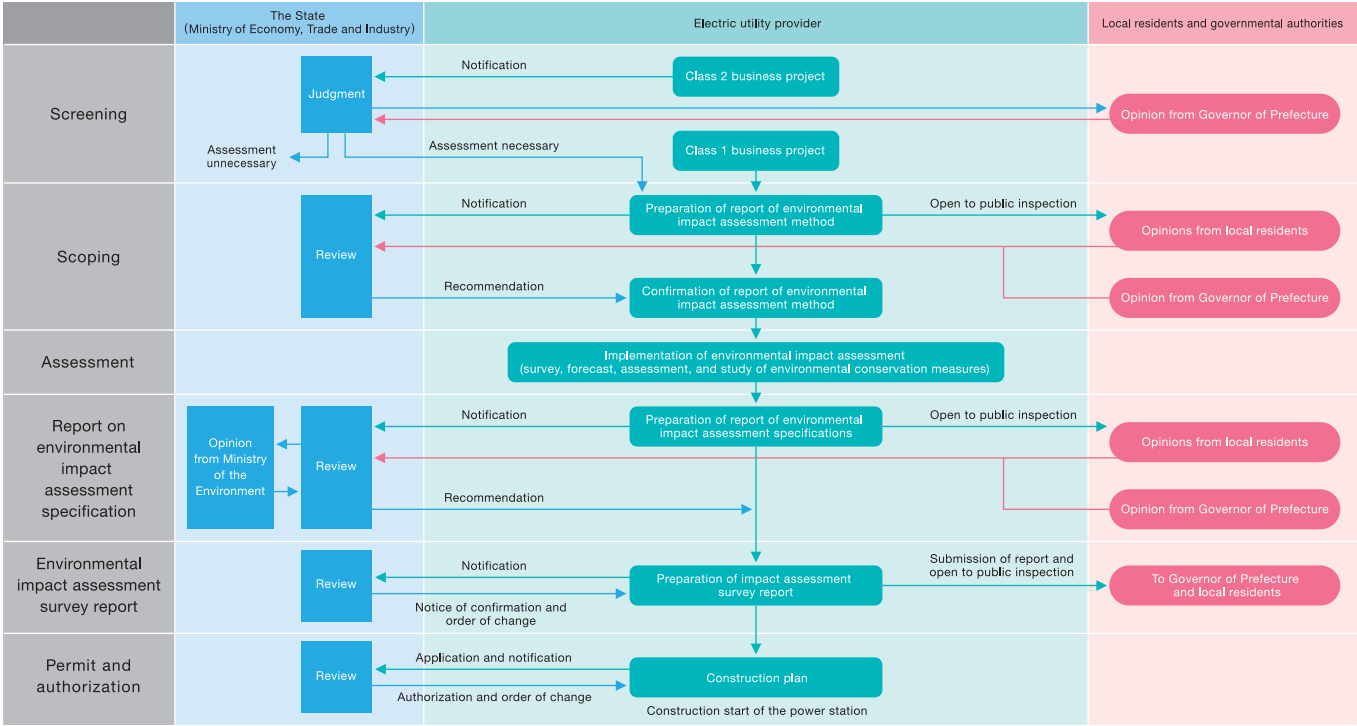 The State
(Ministry of Economy, Trade and Industry)
Electric utility provider
Local residents and governmental authorities
Screening
Judgment
Notification
Class 2 business project
Opinion from Governor of Prefecture
Assessment
unnecessary
Assessment necessary
Class 1 business project
Scoping
Review
Notification
Preparation of report of environmental
impact assessment method
Open to public inspection
Opinions from local residents
Recommendation
Confirmation of report of environmental
impact assessment method
Opinion from Governor of Prefecture
Assessment
Implementation of environmental impact assessment
(survey, forecast, assessment, and study of environmental conservation measures)
Report on
environmental
impact
assessment
specification
Opinion
from Ministry
of the
Environment
Review
Notification
Preparation of report of environmental
impact assessment specifications
Open to public inspection
Opinions from local residents
Recommendation
Opinion from Governor of Prefecture
Environmental
impact assessment
survey report
Review
Notification
Notice of confirmation and
order of change
Preparation of impact assessment
survey report
Submission of report and
open to public inspection
To Governor of Prefecture
and local residents
Permit and
authorization
Review
Application and notification
Authorization and order of change
Construction plan
Construction start of the power station